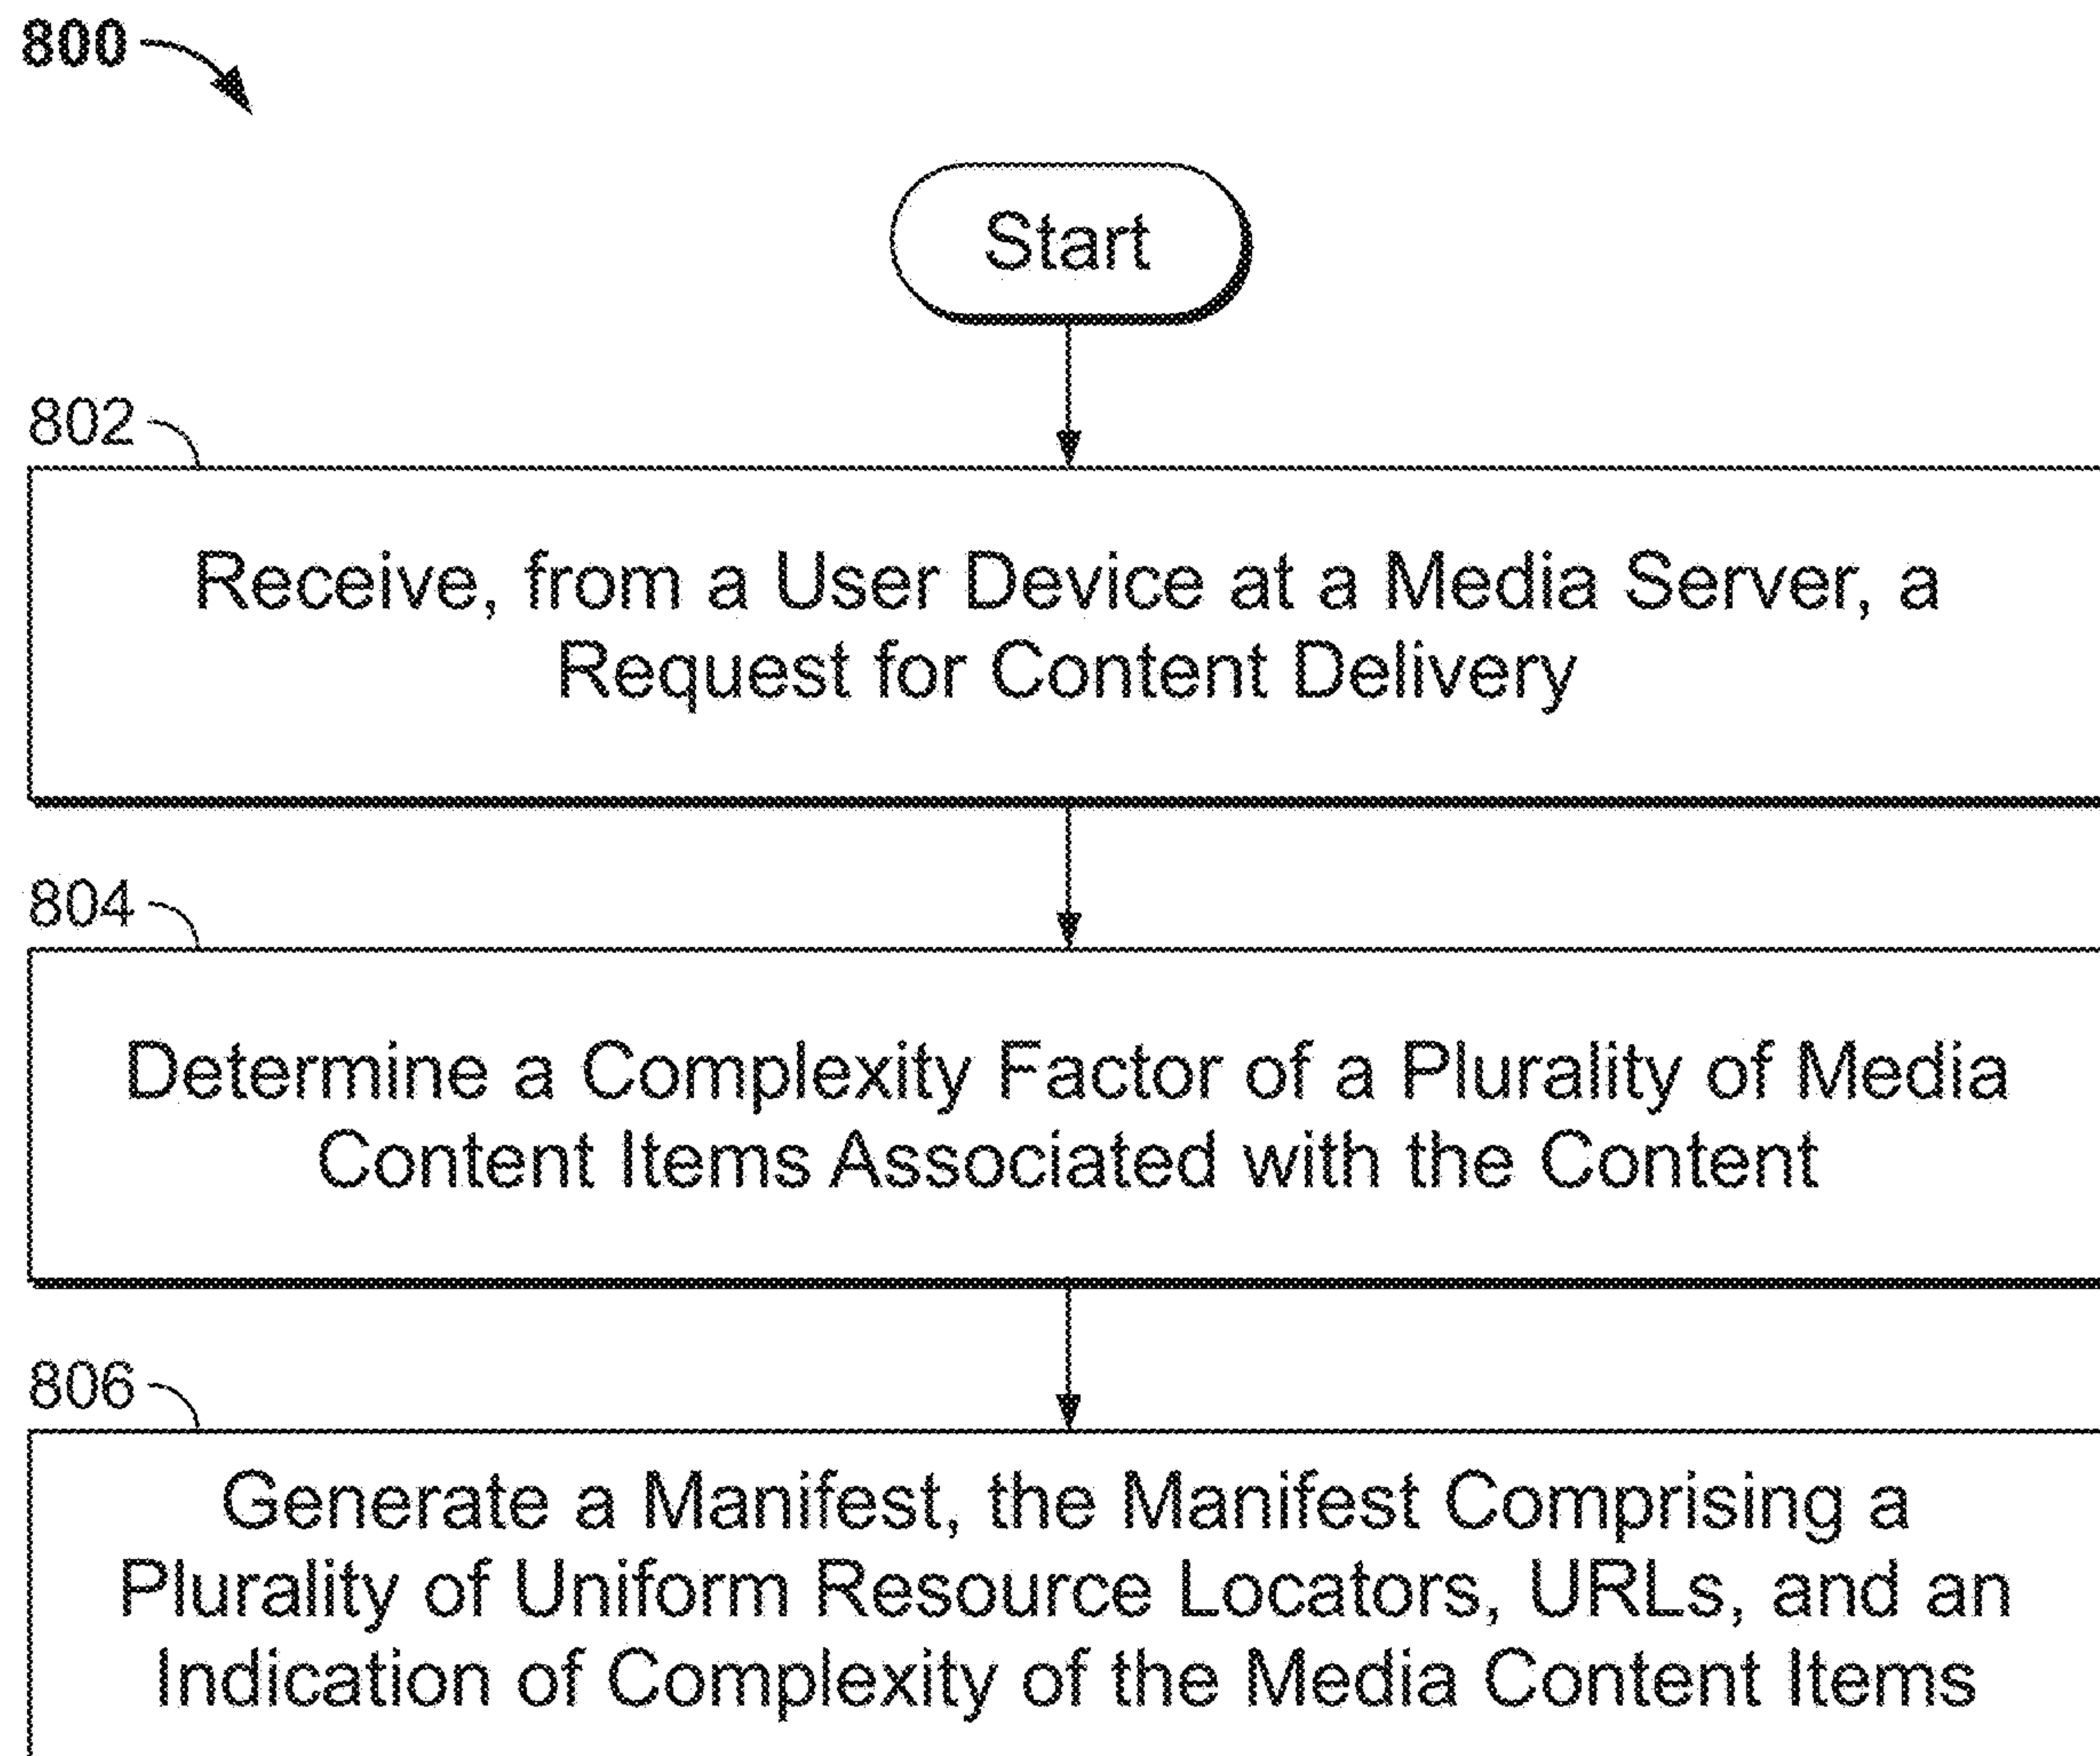 800
Start
802
Receive, from a User Device at a Media Server, a
Request for Content Delivery
804
Determine a Complexity Factor of a Plurality of Media
Content Items Associated with the Content
806
Generate a Manifest, the Manifest Comprising a
Plurality of Uniform Resource Locators, URLs, and an
Indication of Complexity of the Media Content Items